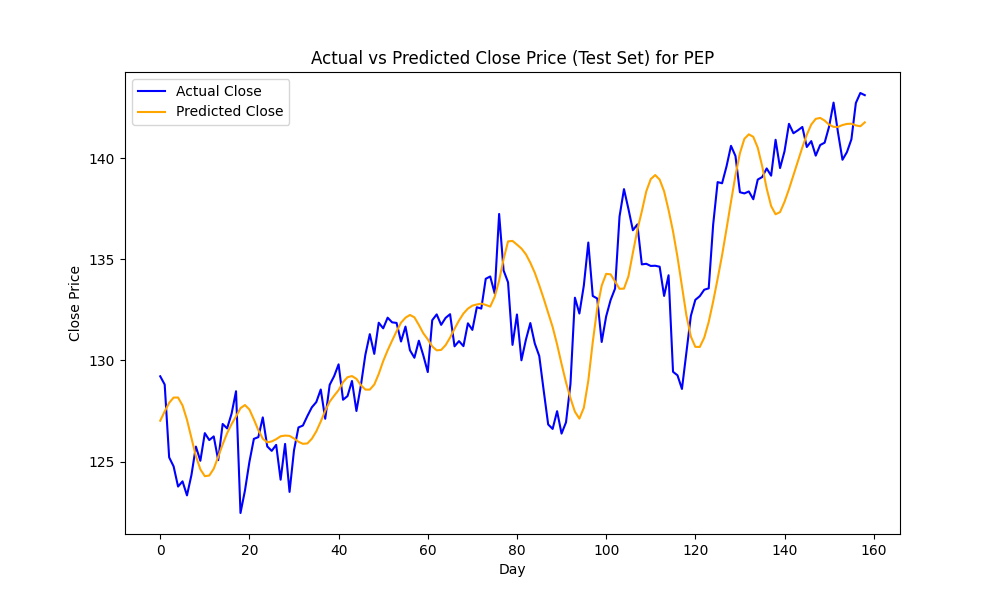 Actual vs Predicted Close Price (Test Set) for PEP
Actual Close
Predicted Close
140
135
130
125
Close Price
0 20 40 60 80 100 120 140 160
Day